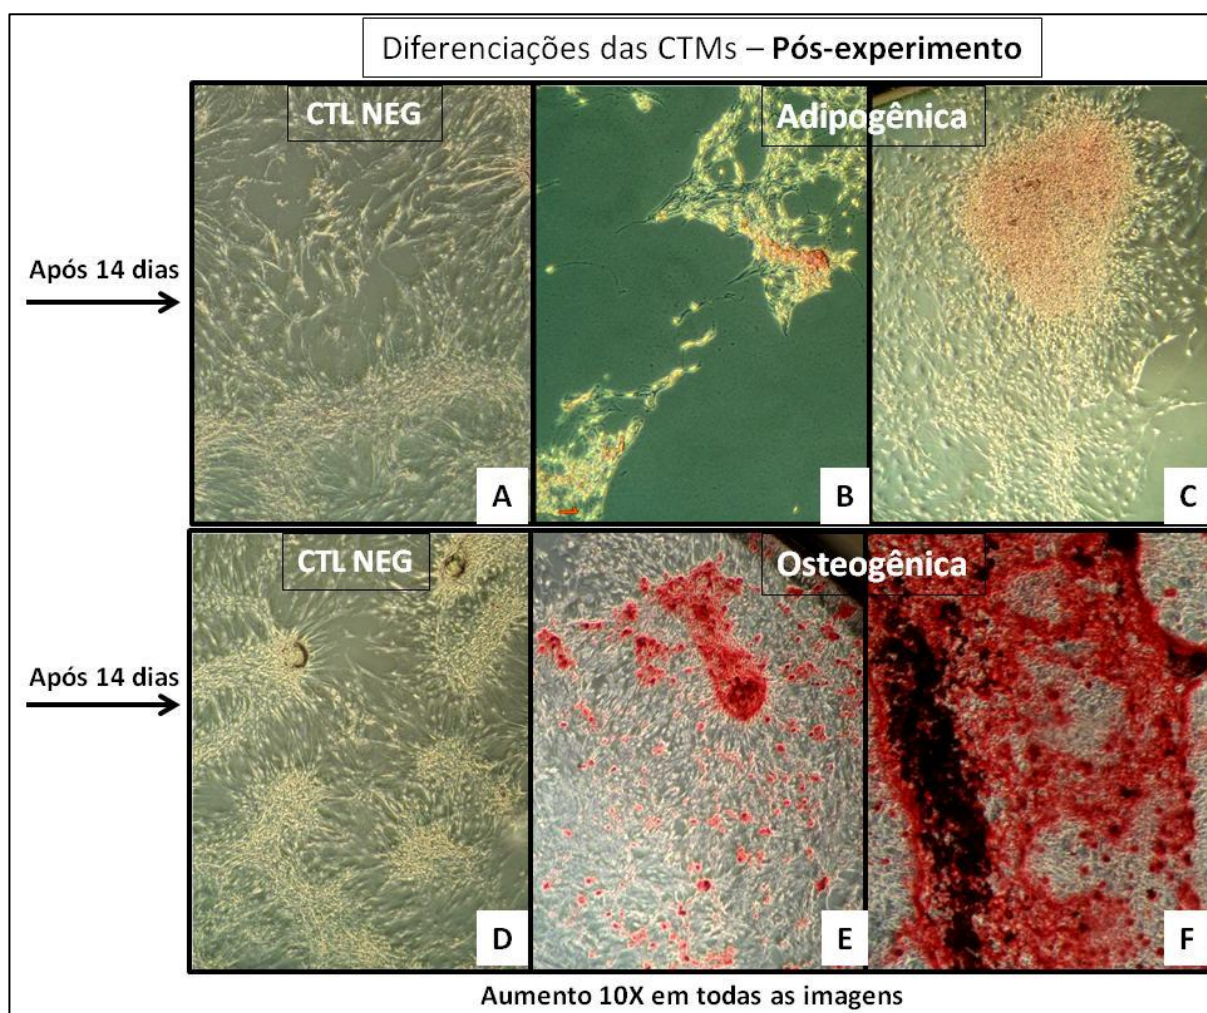 Diferenciações das CTMs – Pós-experimento
CTL NEG
Adipogênica
Após 14 dias
A
B
C
CTL NEG
Osteogênica
Após 14 dias
D
E
F
Aumento 10X em todas as imagens